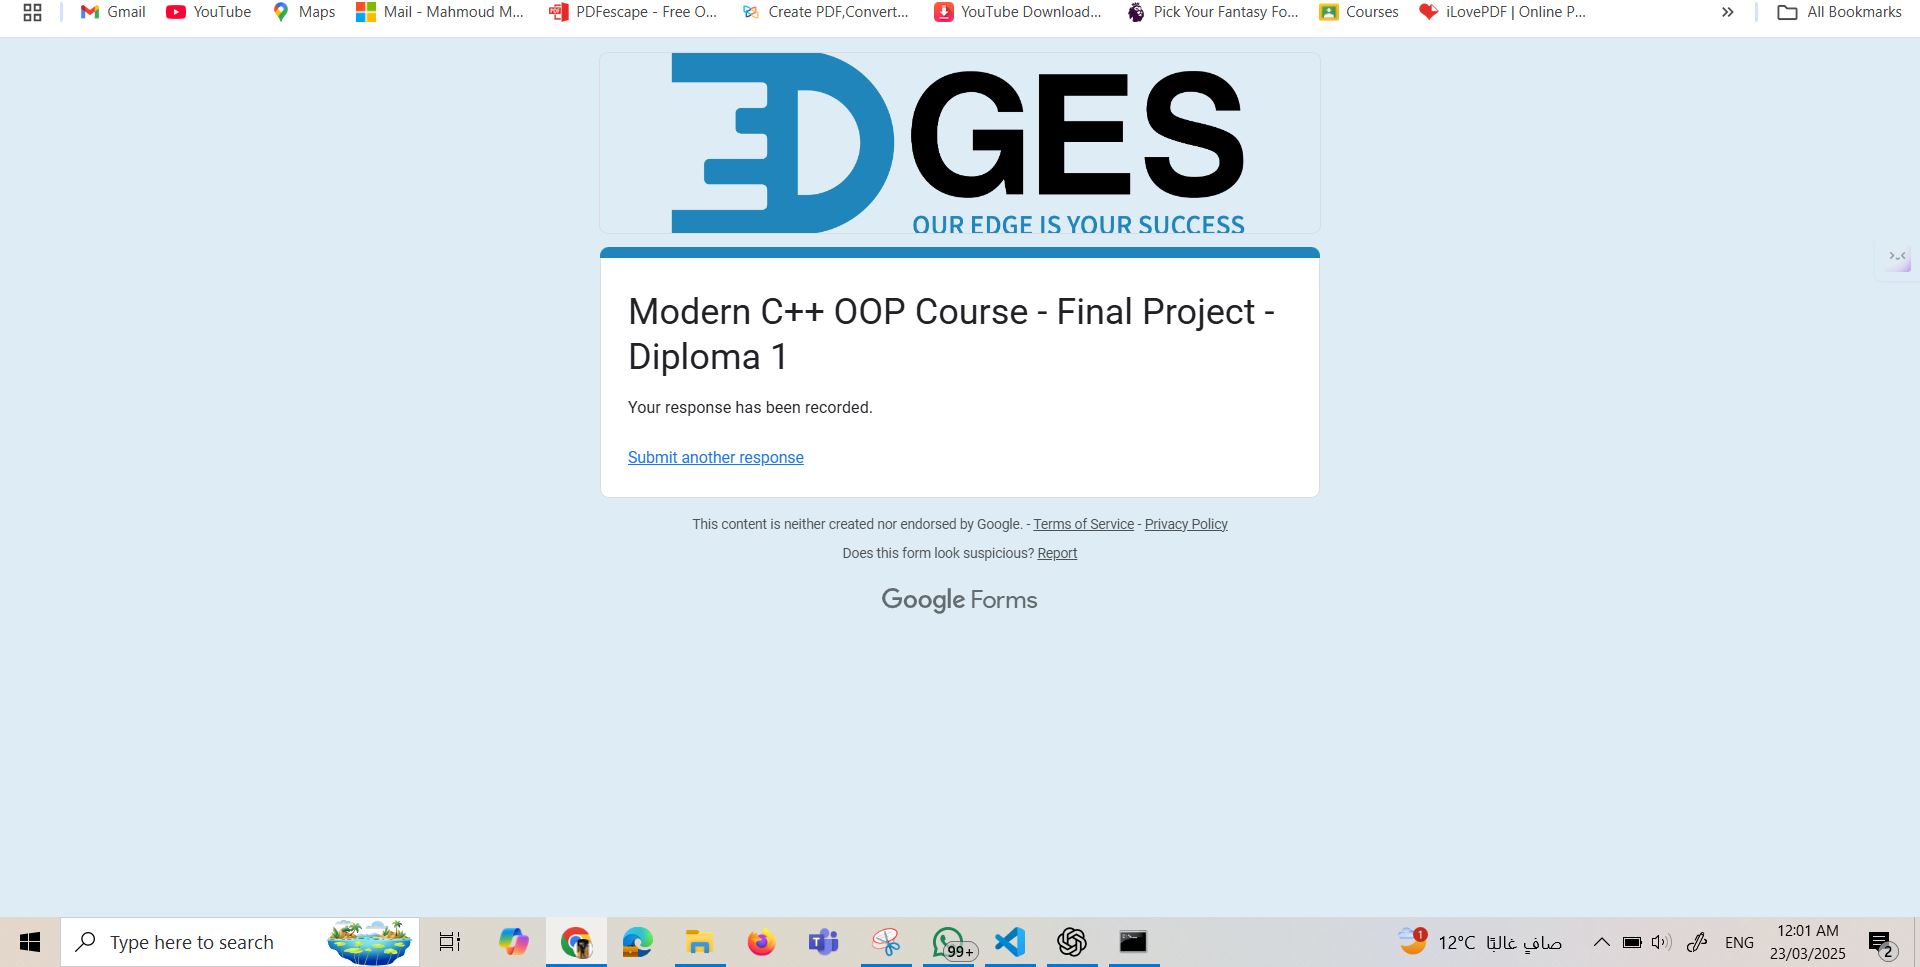 Gmail
YouTube
Maps
Mail - Mahmoud M...
PDFescape - Free O...
Create PDF,Convert...
YouTube Download...
Pick Your Fantasy Fo...
Courses
iLovePDF | Online P...
All Bookmarks
EDGES
OUR EDGE IS YOUR SUCCESS
Modern C++ OOP Course - Final Project -
Diploma 1
Your response has been recorded.
Submit another response
This content is neither created nor endorsed by Google. - Terms of Service - Privacy Policy
Does this form look suspicious? Report
Google Forms
Type here to search
99+
1
12°C صافٍ غالبًا
ENG
12:01 AM
23/03/2025
2